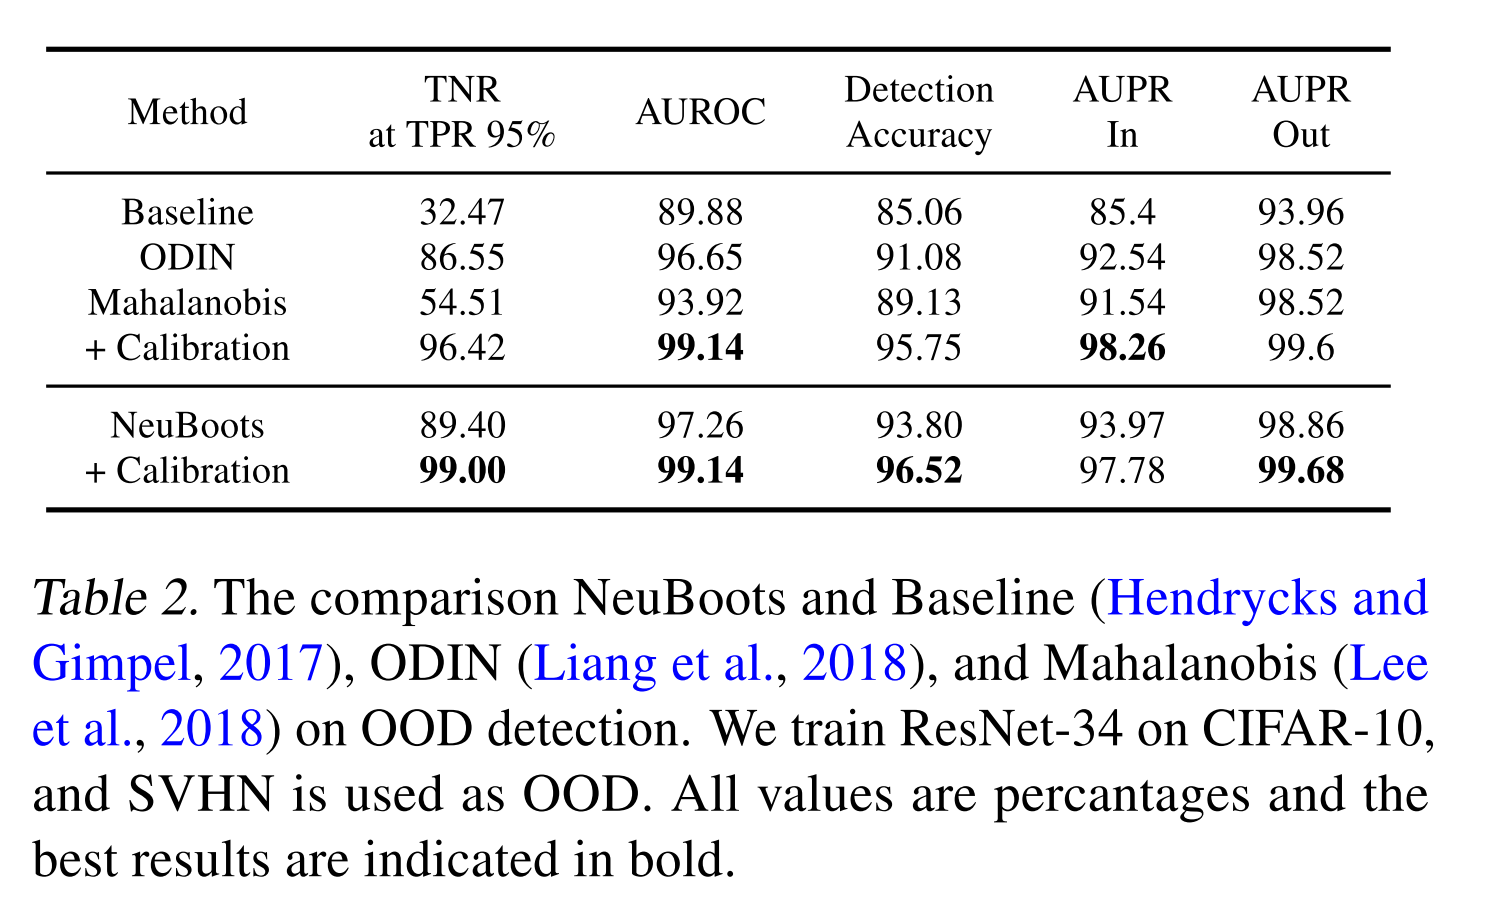 Method TNR at TPR 95% AUROC Detection Accuracy AUPR In AUPR Out
Baseline 32.47 89.88 85.06 85.4 93.96
ODIN 86.55 96.65 91.08 92.54 98.52
Mahalanobis 54.51 93.92 89.13 91.54 98.52
+ Calibration 96.42 99.14 95.75 98.26 99.6
NeuBoots 89.40 97.26 93.80 93.97 98.86
+ Calibration 99.00 99.14 96.52 97.78 99.68
Table 2. The comparison NeuBoots and Baseline (Hendrycks and
Gimpel, 2017), ODIN (Liang et al., 2018), and Mahalanobis (Lee
et al., 2018) on OOD detection. We train ResNet-34 on CIFAR-10,
and SVHN is used as OOD. All values are percantages and the
best results are indicated in bold.